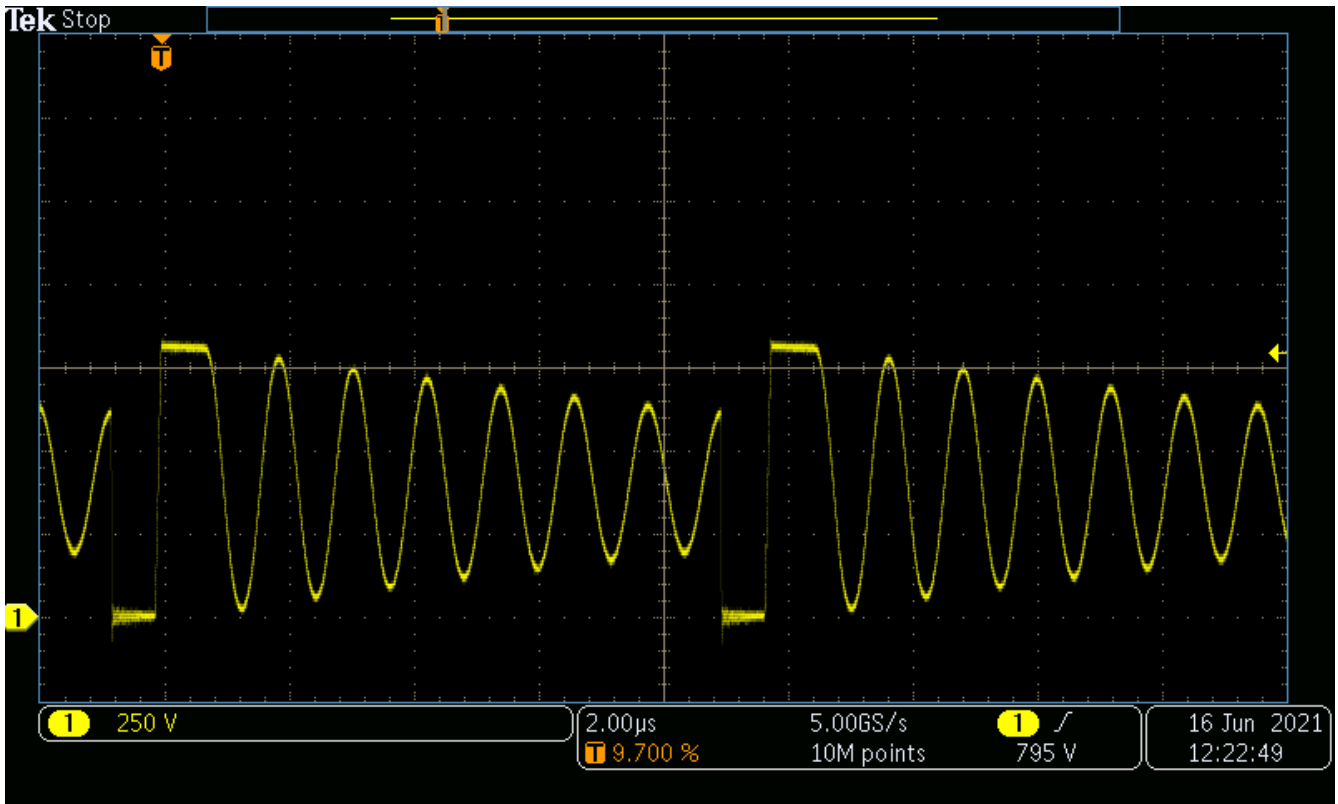 Tek Stop
T
T
1
1 250 V
2.00µs 5.00GS/s 1
T 9.700 % 10M points 795 V
16 Jun 2021
12:22:49